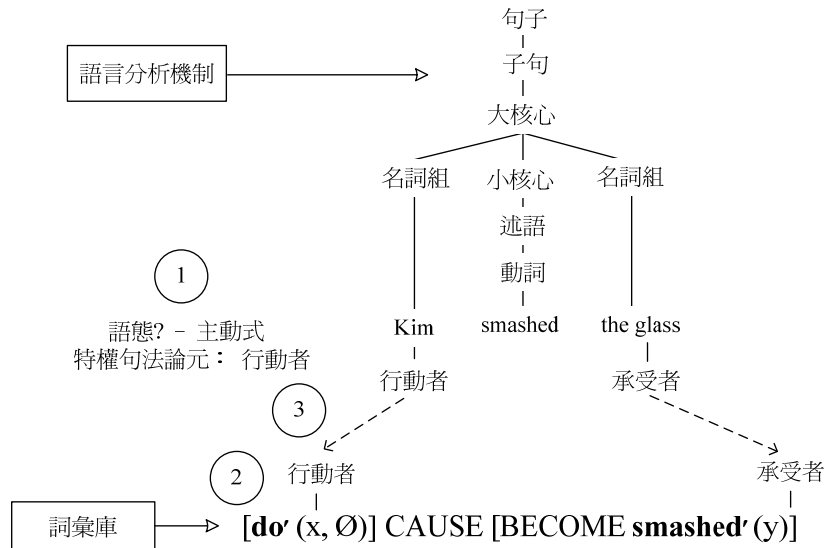 句子
子句
語言分析機制
大核心
名詞組 小核心 名詞組
述語
動詞
1
語態? − 主動式
特權句法論元： 行動者
Kim smashed the glass
行動者 承受者
3
2 行動者 承受者
詞彙庫 [do′ (x, Ø)] CAUSE [BECOME smashed′ (y)]